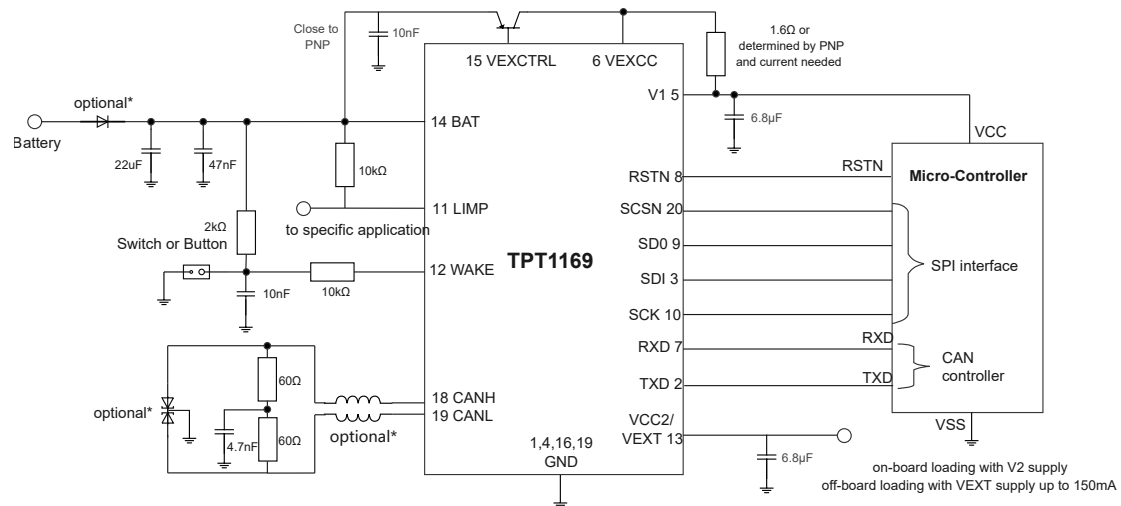 Close to
PNP
10nF
1.6Ω or
determined by PNP
and current needed
15 VEXCTRL
6 VEXCC
V1 5
6.8µF
optional*
Battery
14 BAT
VCC
22uF
47nF
10kΩ
RSTN 8
RSTN
Micro-Controller
11 LIMP
SCSN 20
to specific application
2kΩ
Switch or Button
SD0 9
TPT1169
SPI interface
12 WAKE
SDI 3
10nF
10kΩ
SCK 10
RXD 7
RXD
CAN
controller
TXD 2
TXD
60Ω
18 CANH
19 CANL
optional*
optional*
4.7nF
60Ω
VCC2/
VEXT 13
VSS
1,4,16,19
GND
6.8µF
on-board loading with V2 supply
off-board loading with VEXT supply up to 150mA